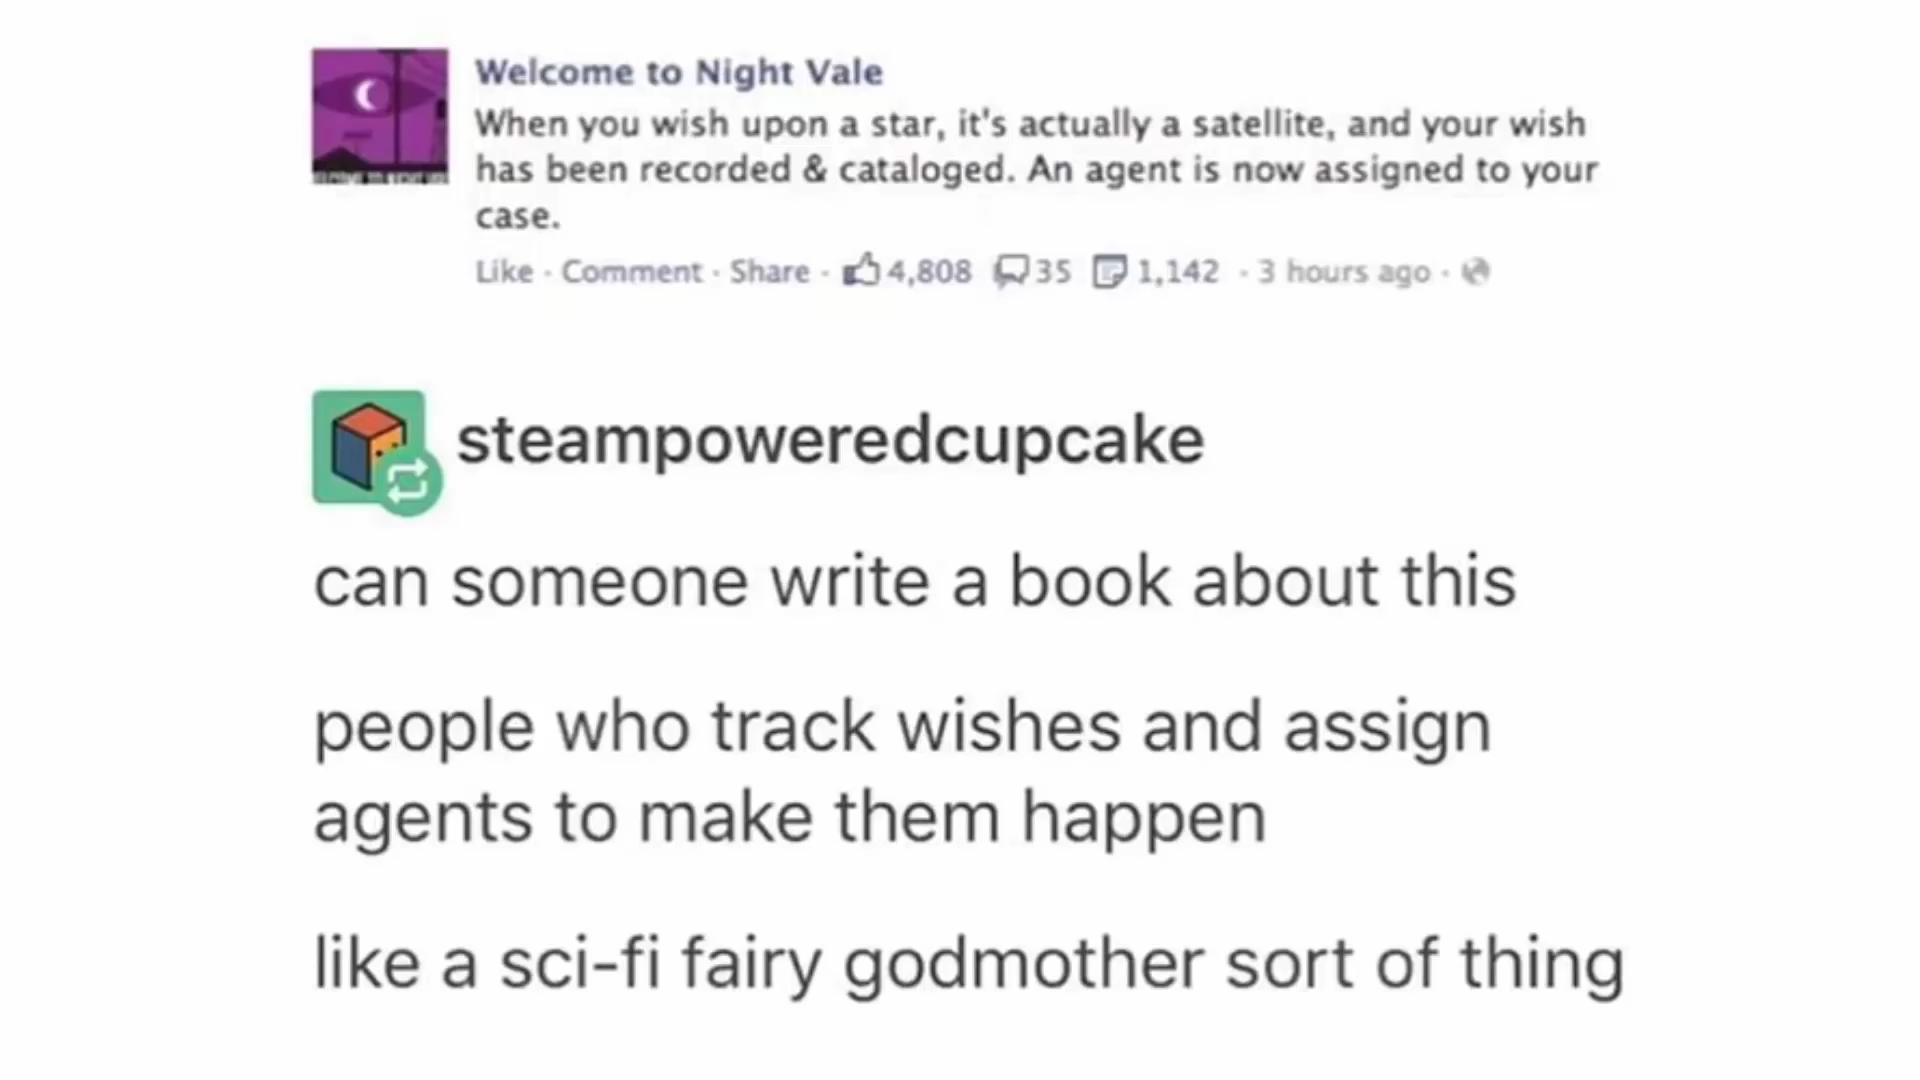 Welcome to Night Vale
When you wish upon a star, it's actually a satellite, and your wish
has been recorded & cataloged. An agent is now assigned to your
case.
Like · Comment · Share · 4,808 35 1,142 · 3 hours ago ·
steampoweredcupcake
can someone write a book about this
people who track wishes and assign
agents to make them happen
like a sci-fi fairy godmother sort of thing